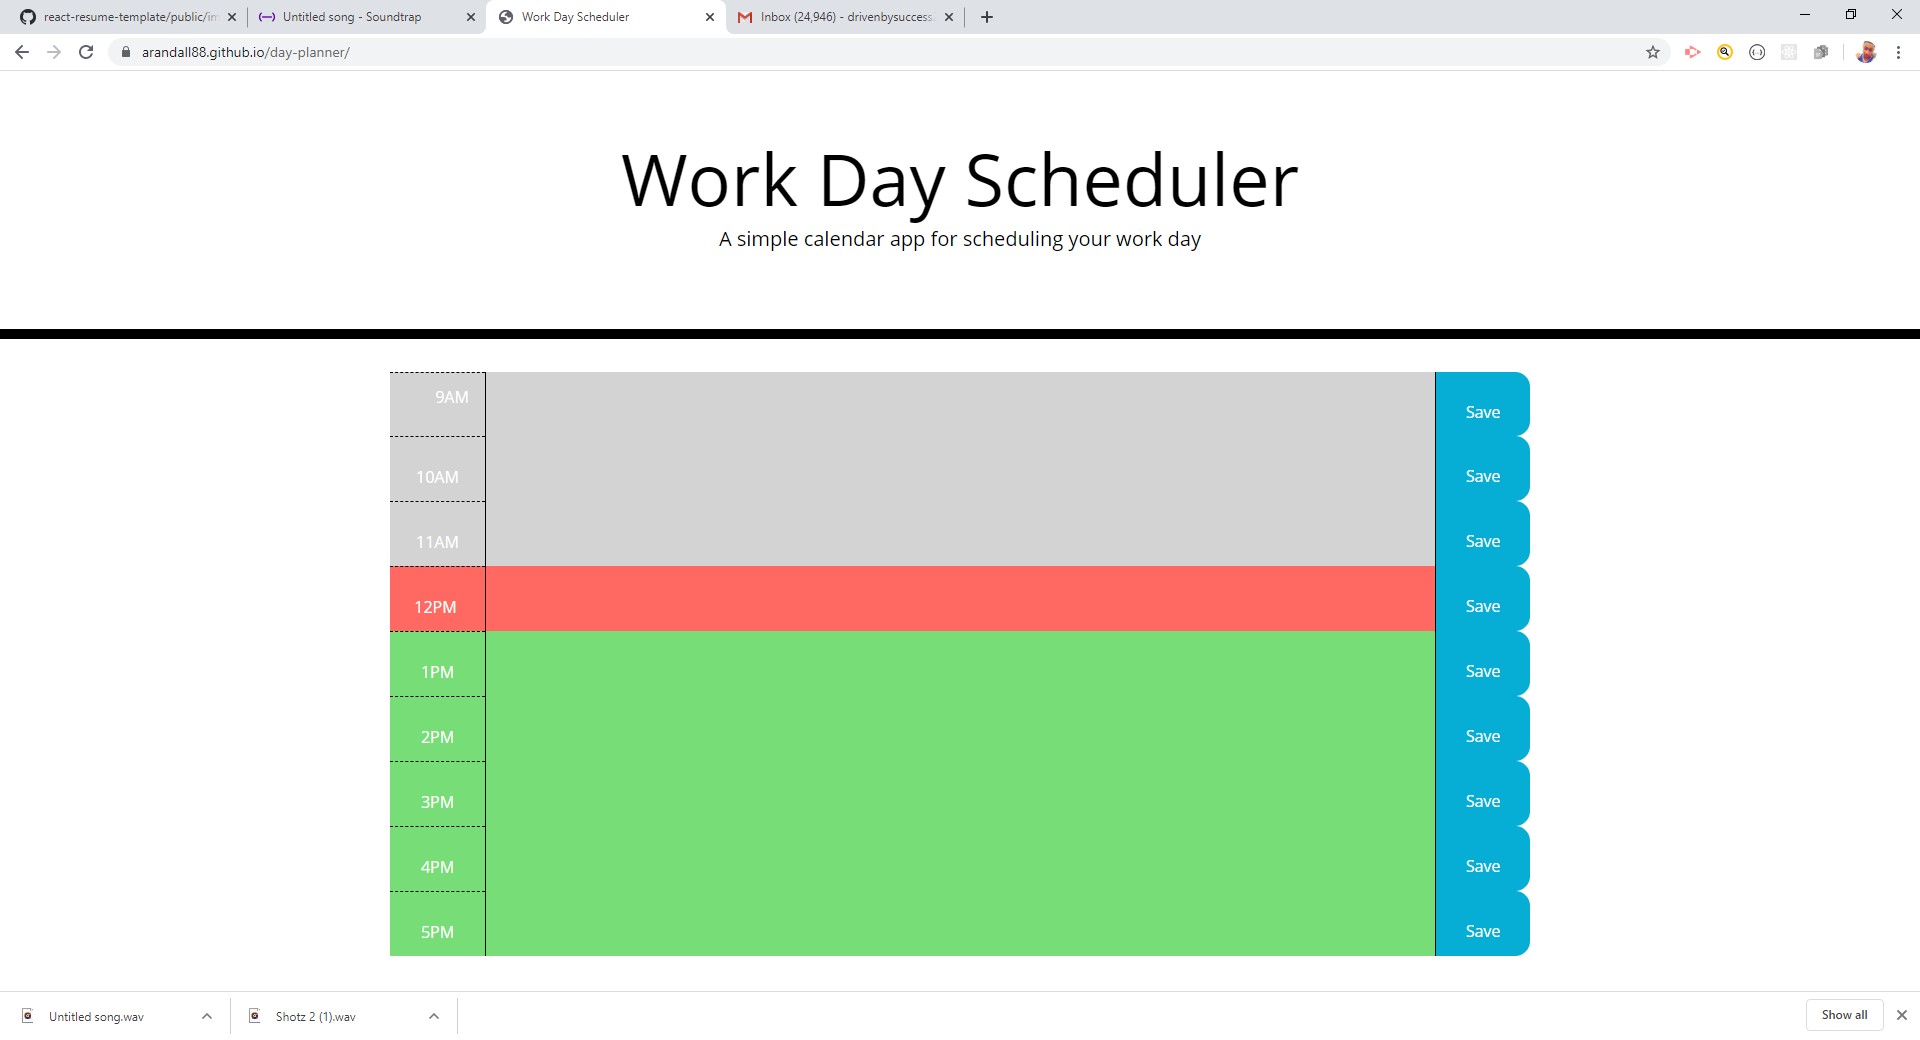 react-resume-template/public/im
Untitled song - Soundtrap
Work Day Scheduler
Inbox (24,946) - drivenbysuccess
arandall88.github.io/day-planner/
Work Day Scheduler
A simple calendar app for scheduling your work day
9AM
Save
10AM
Save
11AM
Save
12PM
Save
1PM
Save
2PM
Save
3PM
Save
4PM
Save
5PM
Save
Untitled song.wav
Shotz 2 (1).wav
Show all